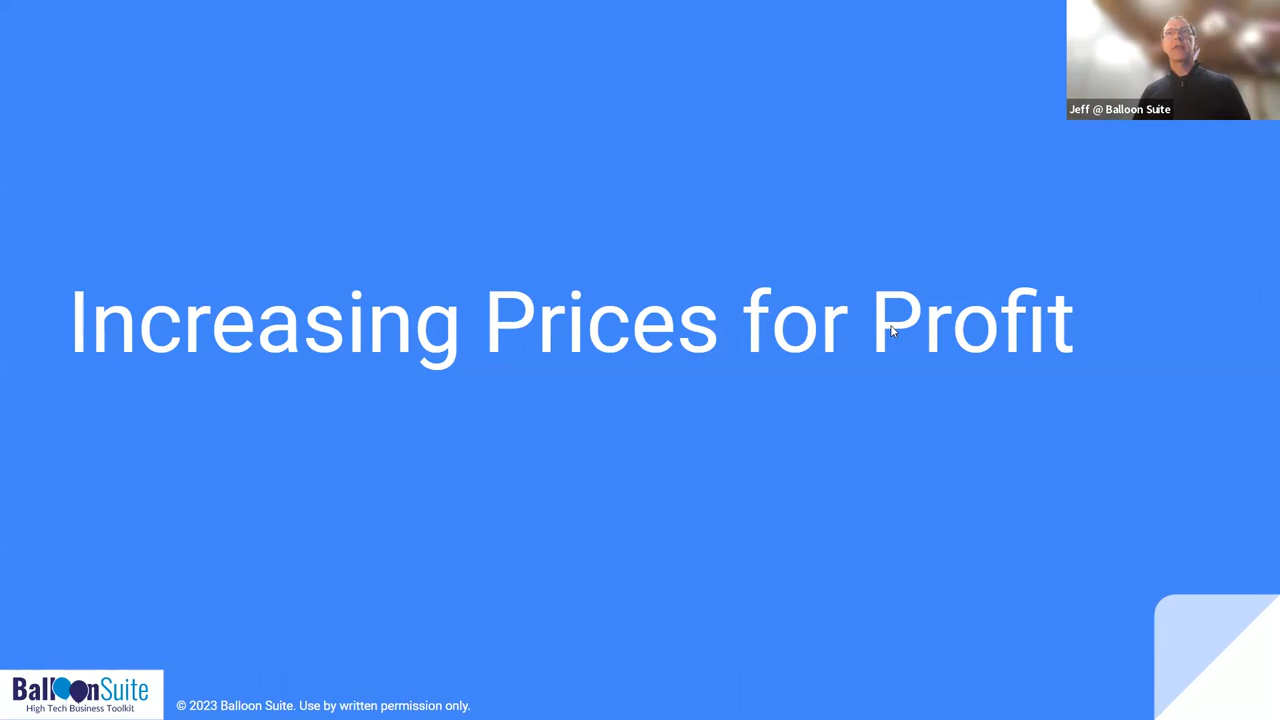 Jeff @ Balloon Suite
Increasing Prices for Profit
BalloonSuite
High Tech Business Toolkit
© 2023 Balloon Suite. Use by written permission only.